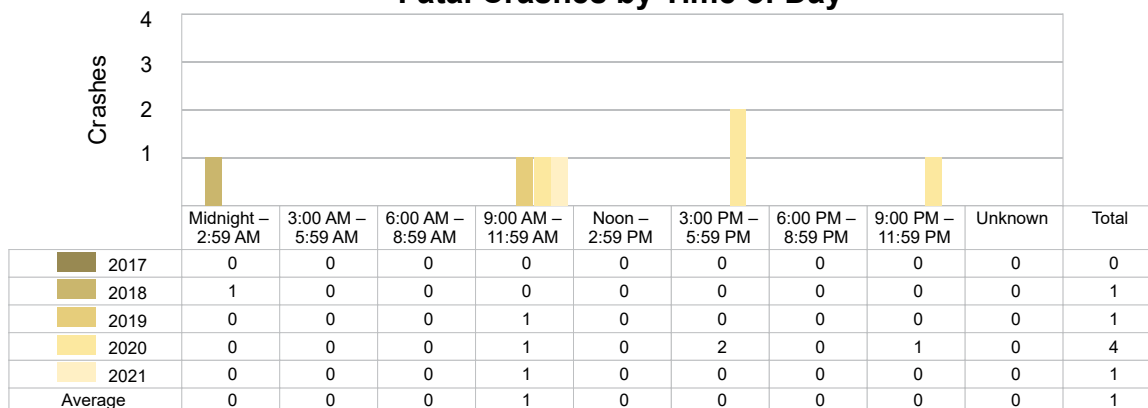 Fatal Crashes by Time of Day
4
3
2
1
Crashes
Midnight – 2:59 AM 3:00 AM – 5:59 AM 6:00 AM – 8:59 AM 9:00 AM – 11:59 AM Noon – 2:59 PM 3:00 PM – 5:59 PM 6:00 PM – 8:59 PM 9:00 PM – 11:59 PM Unknown Total
2017 0 0 0 0 0 0 0 0 0 0
2018 1 0 0 0 0 0 0 0 0 1
2019 0 0 0 1 0 0 0 0 0 1
2020 0 0 0 1 0 2 0 1 0 4
2021 0 0 0 1 0 0 0 0 0 1
Average 0 0 0 1 0 0 0 0 0 1